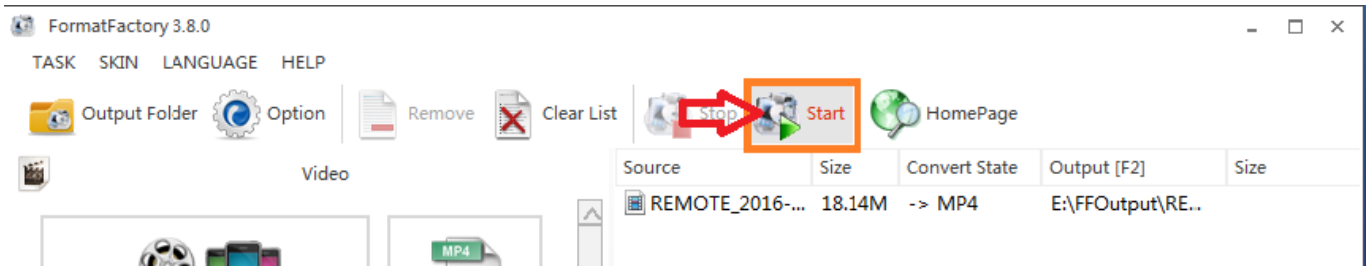 FormatFactory 3.8.0
TASK SKIN LANGUAGE HELP
Output Folder Option Remove Clear List Stop Start HomePage
Video
Source Size Convert State Output [F2] Size
REMOTE_2016-... 18.14M -> MP4 E:\FFOutput\RE...
MP4